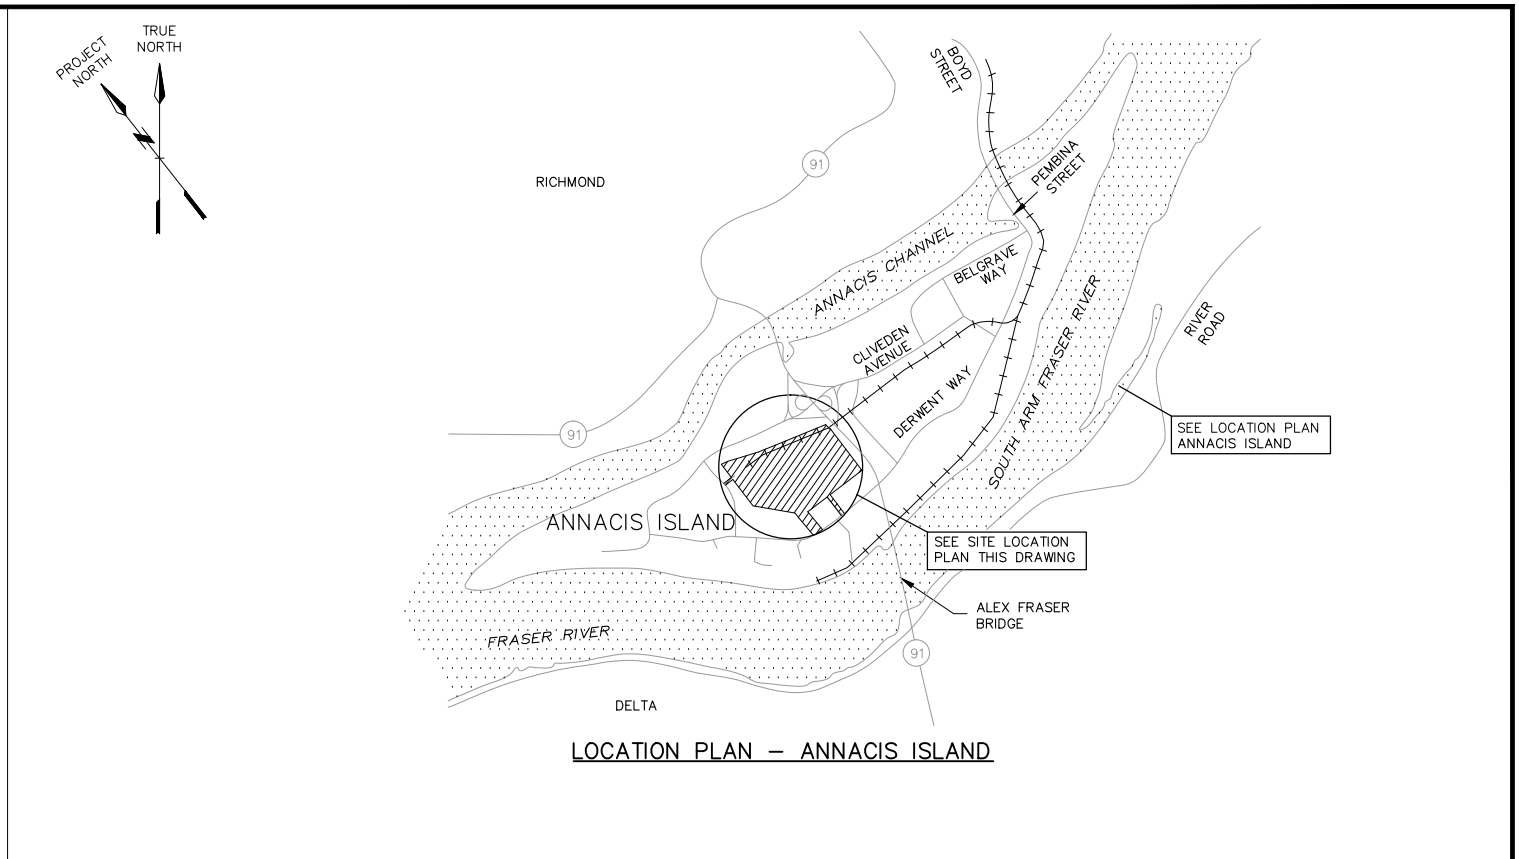 TRUE
NORTH
PROJECT
NORTH
BOYD
STREET
91
RICHMOND
PEMBINA
STREET
ANNACIS CHANNEL
BELGRAVE
WAY
RIVER
ROAD
CLIVEDEN
AVENUE
SOUTH ARM FRASER RIVER
DERWENT WAY
91
SEE LOCATION PLAN
ANNACIS ISLAND
ANNACIS ISLAND
SEE SITE LOCATION
PLAN THIS DRAWING
ALEX FRASER
BRIDGE
FRASER RIVER
91
DELTA
LOCATION PLAN – ANNACIS ISLAND